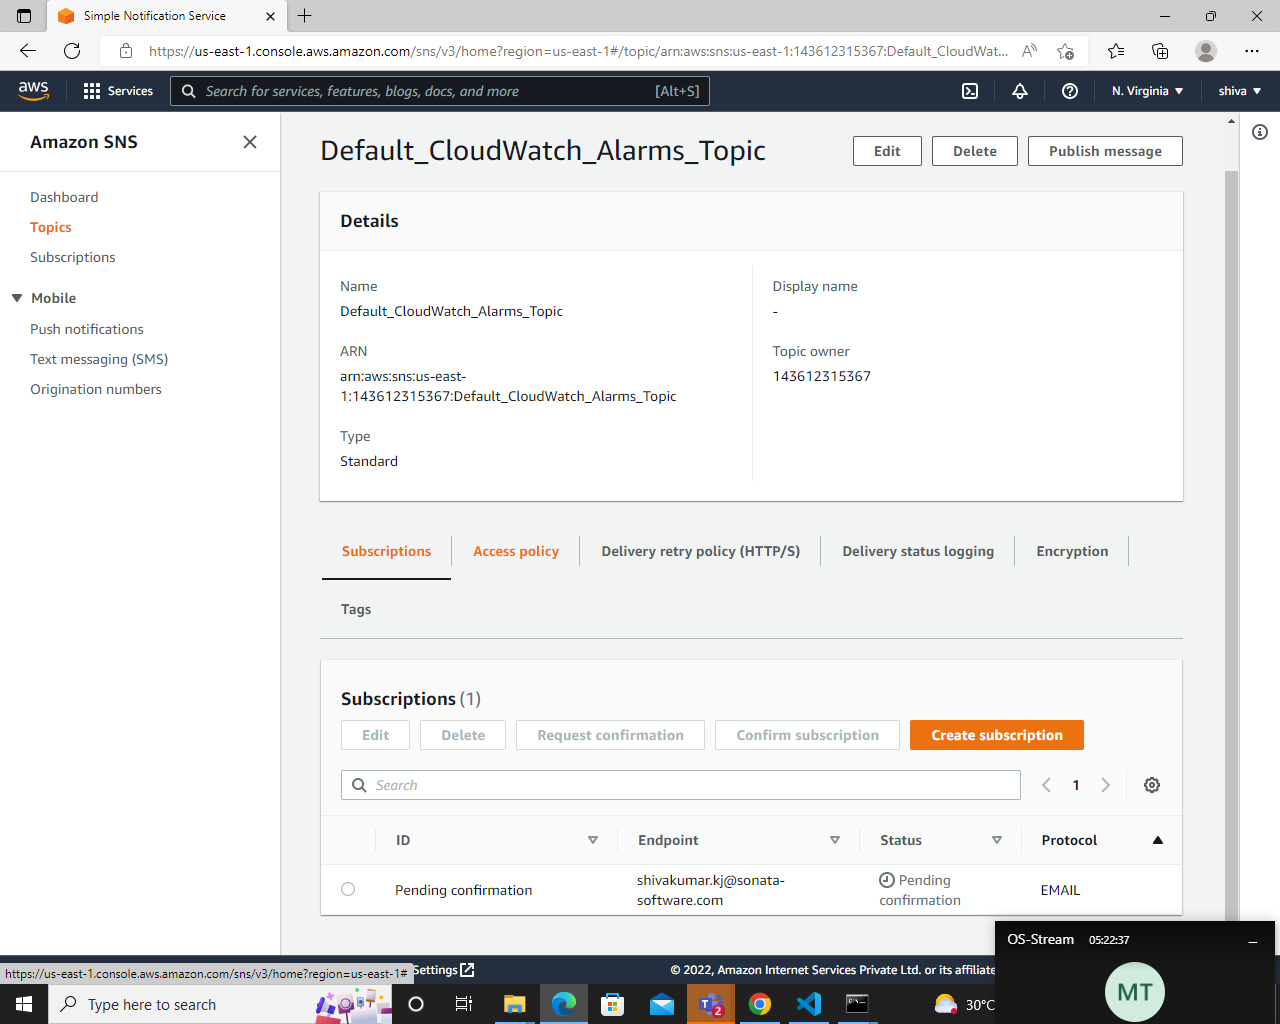 Simple Notification Service
https://us-east-1.console.aws.amazon.com/sns/v3/home?region=us-east-1#/topic/arn:aws:sns:us-east-1:143612315367:Default_CloudWat...
aws
Services
Search for services, features, blogs, docs, and more
[Alt+S]
N. Virginia
shiva
Amazon SNS
Dashboard
Topics
Subscriptions
Mobile
Push notifications
Text messaging (SMS)
Origination numbers
Default_CloudWatch_Alarms_Topic
Edit
Delete
Publish message
Details
Name
Default_CloudWatch_Alarms_Topic
ARN
arn:aws:sns:us-east-
1:143612315367:Default_CloudWatch_Alarms_Topic
Type
Standard
Display name
-
Topic owner
143612315367
Subscriptions
Access policy
Delivery retry policy (HTTP/S)
Delivery status logging
Encryption
Tags
Subscriptions (1)
Edit
Delete
Request confirmation
Confirm subscription
Create subscription
Search
1
ID
Endpoint
Status
Protocol
Pending confirmation
shivakumar.kj@sonata-
software.com
Pending
confirmation
EMAIL
OS-Stream 05:22:37
MT
https://us-east-1.console.aws.amazon.com/sns/v3/home?region=us-east-1#
Settings
© 2022, Amazon Internet Services Private Ltd. or its affiliate
Type here to search
2
30°C